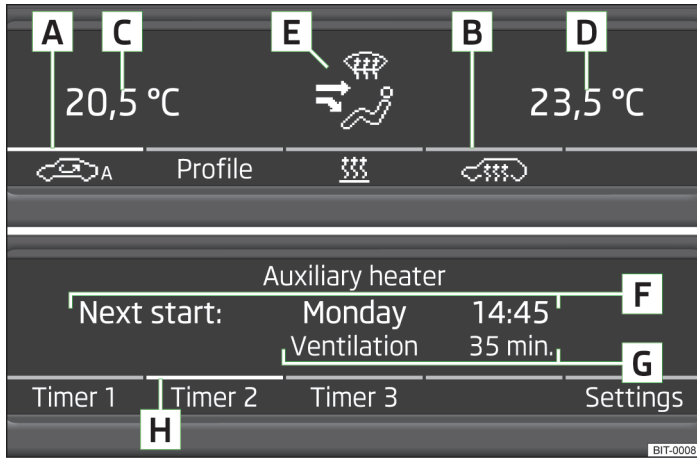 A C E B D
20,5 °C 23,5 °C
A Profile
Auxiliary heater
F
Next start: Monday 14:45
Ventilation 35 min.
G
Timer 1 Timer 2 Timer 3 Settings
H
BIT-0008